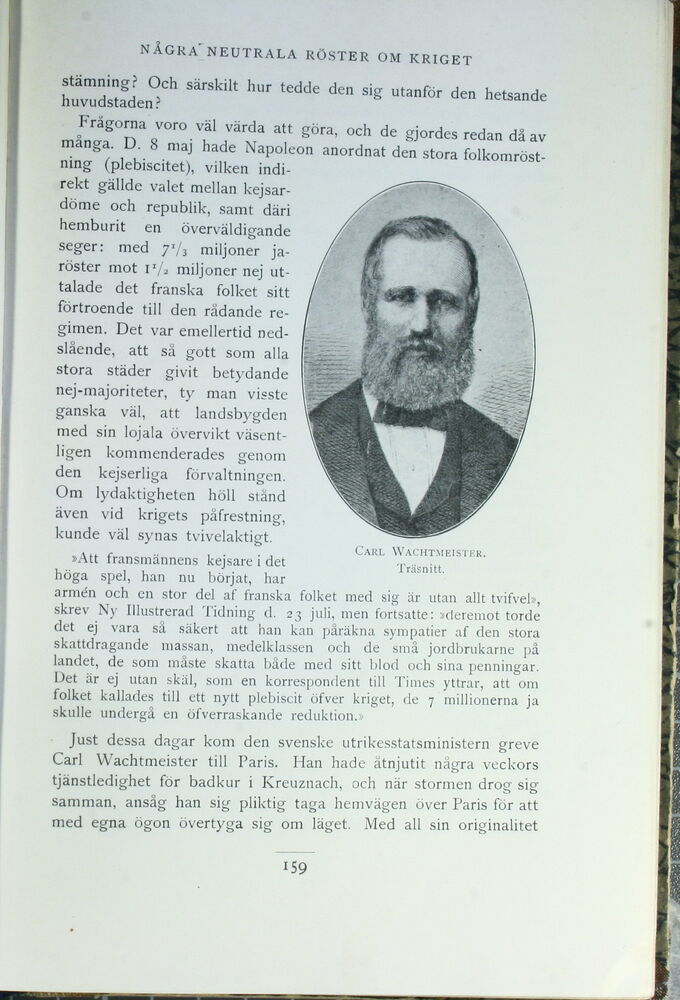 NÅGRA NEUTRALA RÖSTER OM KRIGET
stämning? Och särskilt hur tedde den sig utanför den hetsande
huvudstaden?
Frågorna voro väl värda att göra, och de gjordes redan då av
många. D. 8 maj hade Napoleon anordnat den stora folkomröst-
ning (plebiscitet), vilken indi-
rekt gällde valet mellan kejsar-
döme och republik, samt däri
hemburit en överväldigande
seger: med 7¹/₃ miljoner ja-
röster mot 1¹/₂ miljoner nej ut-
talade det franska folket sitt
förtroende till den rådande re-
gimen. Det var emellertid ned-
slående, att så gott som alla
stora städer givit betydande
nej-majoriteter, ty man visste
ganska väl, att landsbygden
med sin lojala övervikt väsent-
ligen kommenderades genom
den kejserliga förvaltningen.
Om lydaktigheten höll stånd
även vid krigets påfrestning,
kunde väl synas tvivelaktigt.
»Att fransmännens kejsare i det
höga spel, han nu börjat, har
armén och en stor del af franska folket med sig är utan allt tvifvel»,
skrev Ny Illustrerad Tidning d. 23 juli, men fortsatte: »deremot torde
det ej vara så säkert att han kan påräkna sympatier af den stora
skattdragande massan, medelklassen och de små jordbrukarne på
landet, de som måste skatta både med sitt blod och sina penningar.
Det är ej utan skäl, som en korrespondent till Times yttrar, att om
folket kallades till ett nytt plebiscit öfver kriget, de 7 millionerna ja
skulle undergå en öfverraskande reduktion.»
Just dessa dagar kom den svenske utrikesstatsministern greve
Carl Wachtmeister till Paris. Han hade åtnjutit några veckors
tjänstledighet för badkur i Kreuznach, och när stormen drog sig
samman, ansåg han sig pliktig taga hemvägen över Paris för att
med egna ögon övertyga sig om läget. Med all sin originalitet
CARL WACHTMEISTER.
Träsnitt.
159